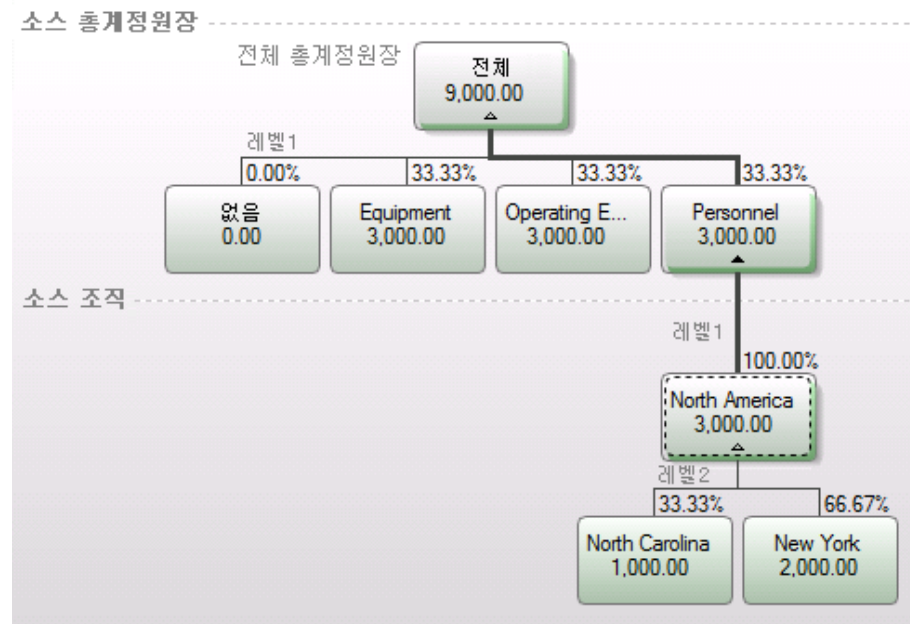 소스 총계정원장
전체 총계정원장
전체
9,000.00
레벨1
0.00%
33.33%
33.33%
33.33%
없음
0.00
Equipment
3,000.00
Operating E...
3,000.00
Personnel
3,000.00
소스 조직
레벨1
100.00%
North America
3,000.00
레벨2
33.33%
66.67%
North Carolina
1,000.00
New York
2,000.00